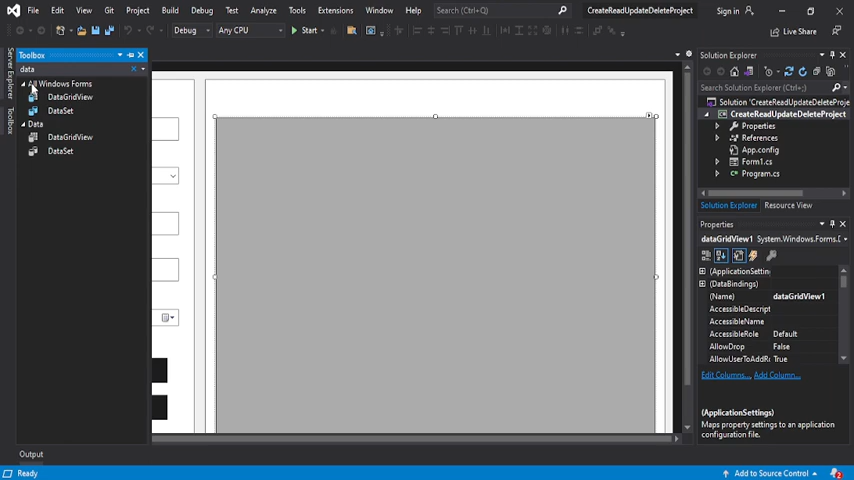 File Edit View Git Project Build Debug Test Analyze Tools Extensions Window Help Search (Ctrl+Q) CreateReadUpdateDeleteProject Sign in
Debug Any CPU Start Live Share
Server Explorer
Toolbox
Toolbox
data
All Windows Forms
DataGridView
DataSet
Data
DataGridView
DataSet
Solution Explorer
Search Solution Explorer (Ctrl+;)
Solution 'CreateReadUpdateDeleteProje
CreateReadUpdateDeleteProject
Properties
References
App.config
Form1.cs
Program.cs
Solution Explorer Resource View
Properties
dataGridView1 System.Windows.Forms.D
(ApplicationSettin
(DataBindings)
(Name) dataGridView1
AccessibleDescript
AccessibleName
AccessibleRole Default
AllowDrop False
AllowUserToAddRo True
Edit Columns..., Add Column...
(ApplicationSettings)
Maps property settings to an application
configuration file.
Output
Ready Add to Source Control 2